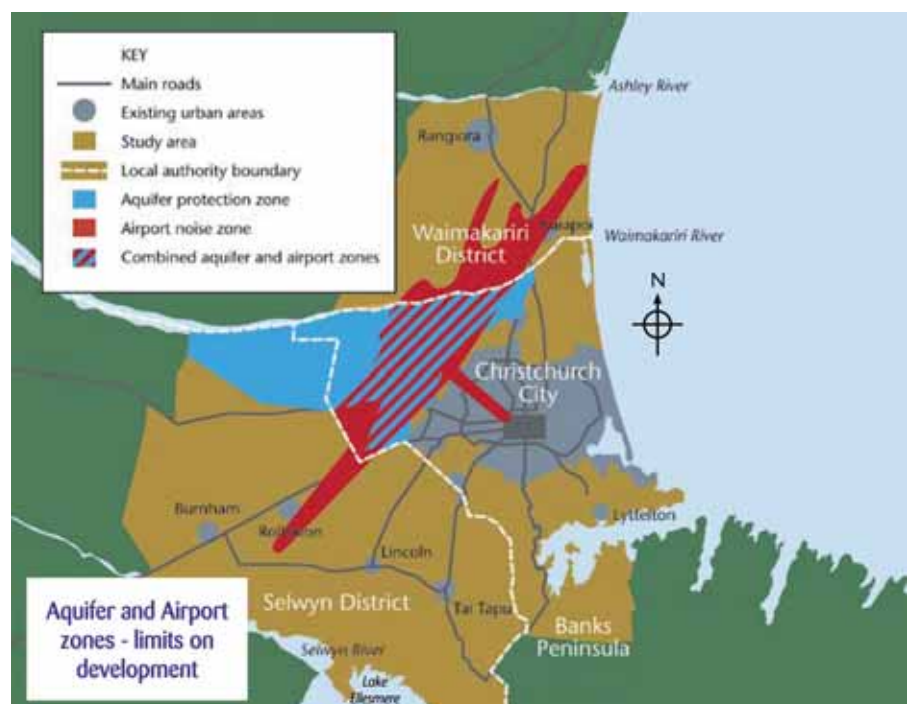 KEY
Main roads
Existing urban areas
Study area
Local authority boundary
Aquifer protection zone
Airport noise zone
Combined aquifer and airport zones
Ashley River
Rangiora
Kaiapoi
Waimakariri
District
Waimakariri River
N
Christchurch
City
Burnham
Rolleston
Lyttelton
Lincoln
Selwyn District
Tai Tapu
Banks
Peninsula
Selwyn River
Lake
Ellesmere
Aquifer and Airport
zones - limits on
development